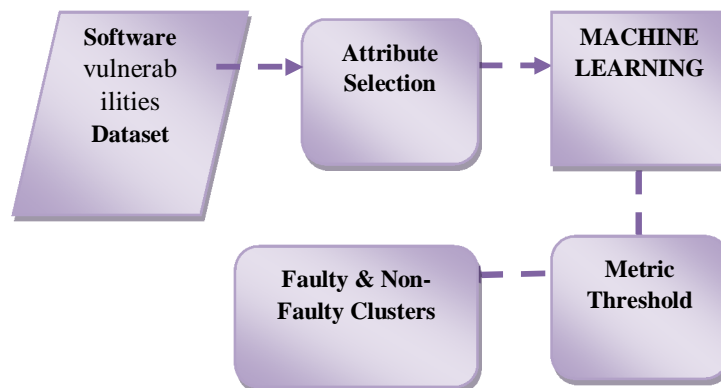 Software
vulnerab
ilities
Dataset
Attribute
Selection
MACHINE
LEARNING
Faulty & Non-
Faulty Clusters
Metric
Threshold